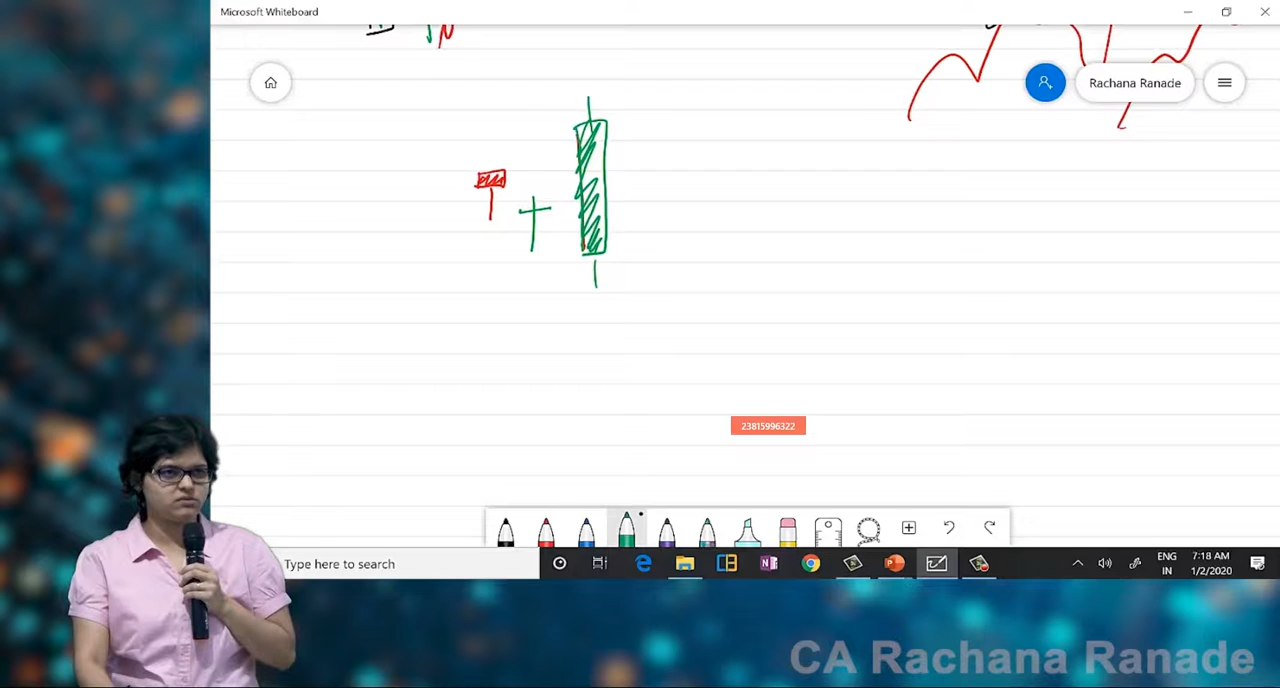 Microsoft Whiteboard
Rachana Ranade
23815996322
Type here to search
ENG
IN
7:18 AM
1/2/2020
CA Rachana Ranade